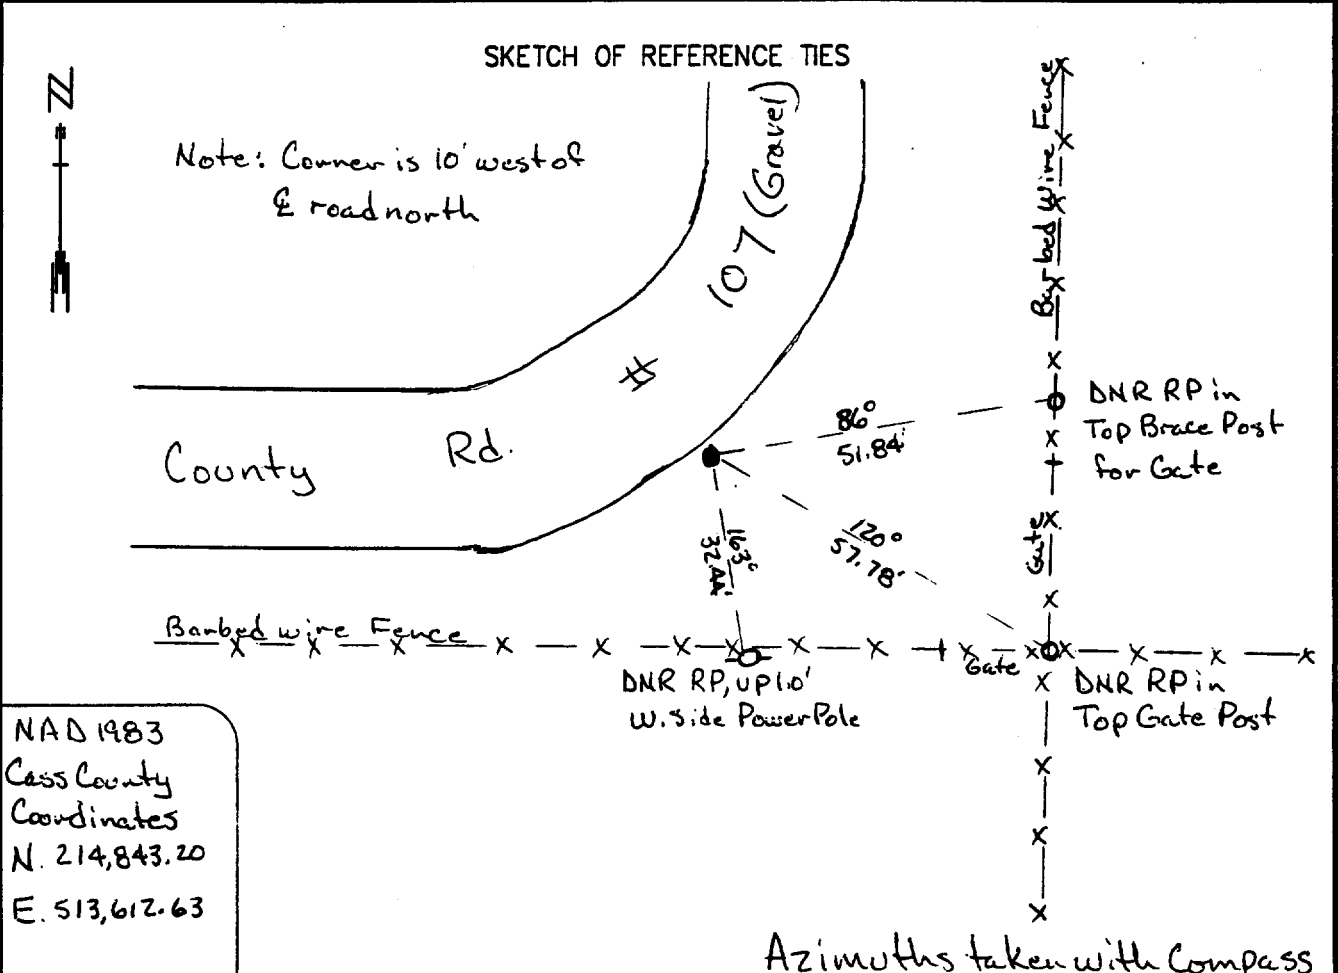 SKETCH OF REFERENCE TIES
N
Note: Corner is 10' west of
℄ road north
County Rd. # 107 (Gravel)
Barbed Wire Fence
86°
51.84'
DNR RP in
Top Brace Post
for Gate
120°
57.78'
163°
32.44'
Gate
Barbed wire Fence
Gate
DNR RP, UP 1.0'
W. Side Power Pole
DNR RP in
Top Gate Post
NAD 1983
Cass County
Coordinates
N. 214,843.20
E. 513,612.63
Azimuths taken with Compass